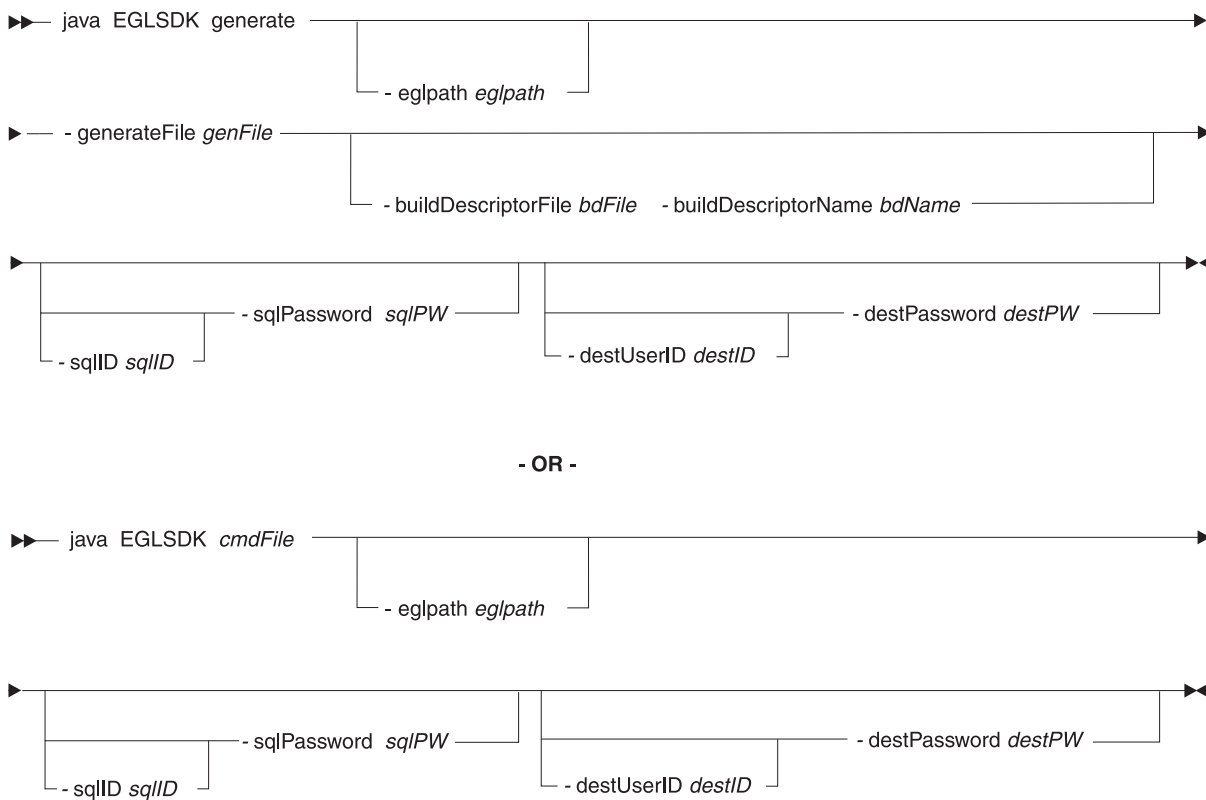 java EGLSDK generate
- eglpath eglpath
- generateFile genFile
- buildDescriptorFile bdFile - buildDescriptorName bdName
- sqlPassword sqlPW
- destPassword destPW
- sqlID sqlID
- destUserID destID
- OR -
java EGLSDK cmdFile
- eglpath eglpath
- sqlPassword sqlPW
- destPassword destPW
- sqlID sqlID
- destUserID destID